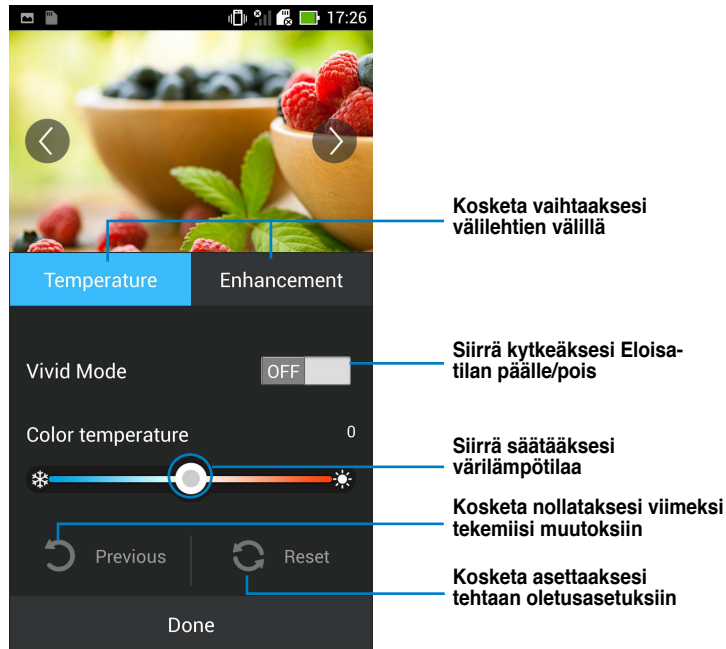 17:26
Kosketa vaihtaaksesi
välilehtien välillä
Temperature Enhancement
Siirrä kytkeäksesi Eloisa-
tilan päälle/pois
Vivid Mode OFF
Color temperature 0
Siirrä säätääksesi
värilämpötilaa
Kosketa nollataksesi viimeksi
tekemiisi muutoksiin
Previous Reset
Kosketa asettaaksesi
tehtaan oletusasetuksiin
Done